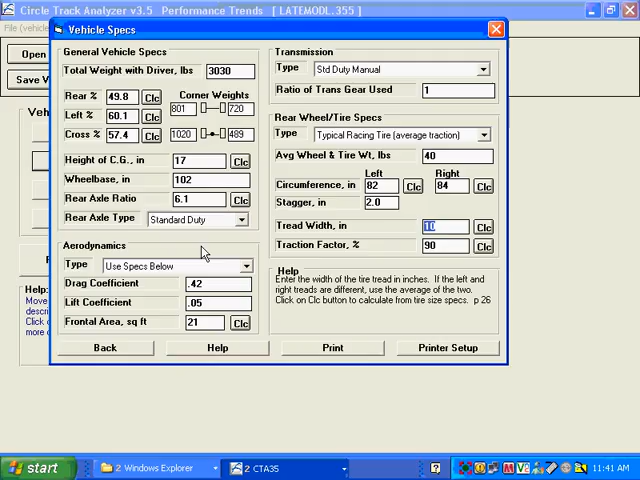 Circle Track Analyzer v3.5   Performance Trends   [ LATEMODL.355 ]
File (vehicle
Open
Save V
Vehicle Specs
General Vehicle Specs
Total Weight with Driver, lbs 3030
Corner Weights
Rear % 49.8 Clc 801 720
Left % 60.1 Clc
Cross % 57.4 Clc 1020 489
Height of C.G., in 17 Clc
Wheelbase, in 102
Rear Axle Ratio 6.1 Clc
Rear Axle Type Standard Duty
Aerodynamics
Type Use Specs Below
Drag Coefficient .42
Lift Coefficient .05
Frontal Area, sq ft 21 Clc
Transmission
Type Std Duty Manual
Ratio of Trans Gear Used 1
Rear Wheel/Tire Specs
Type Typical Racing Tire (average traction)
Avg Wheel & Tire Wt, lbs 40
Left Right
Circumference, in 82 Clc 84 Clc
Stagger, in 2.0
Tread Width, in 10 Clc
Traction Factor, % 90 Clc
Help
Enter the width of the tire tread in inches. If the left and
right treads are different, use the average of the two.
Click on Clc button to calculate from tire size specs. p 26
Back Help Print Printer Setup
Help:
Move
descri
Click
more d
start 2 Windows Explorer 2 CTA35 11:41 AM